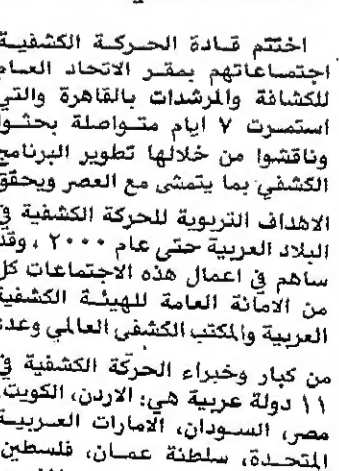 اختتم قادة الحركة الكشفية
اجتماعاتهم بمقر الاتحاد العام
للكشافة والمرشدات بالقاهرة والتي
استمرت ٧ ايام متواصلة بحثوا
وناقشوا من خلالها تطوير البرنامج
الكشفي بما يتمشى مع العصر ويحقق
الاهداف التربوية للحركة الكشفية في
البلاد العربية حتى عام ٢٠٠٠ ، وقد
ساهم في اعمال هذه الاجتماعات كل
من الامانة العامة للهيئة الكشفية
العربية والمكتب الكشفي العالمي وعدد
من كبار وخبراء الحركة الكشفية في
١١ دولة عربية هي: الاردن، الكويت،
مصر، السودان، الامارات العربية
المتحدة، سلطنة عمان، فلسطين